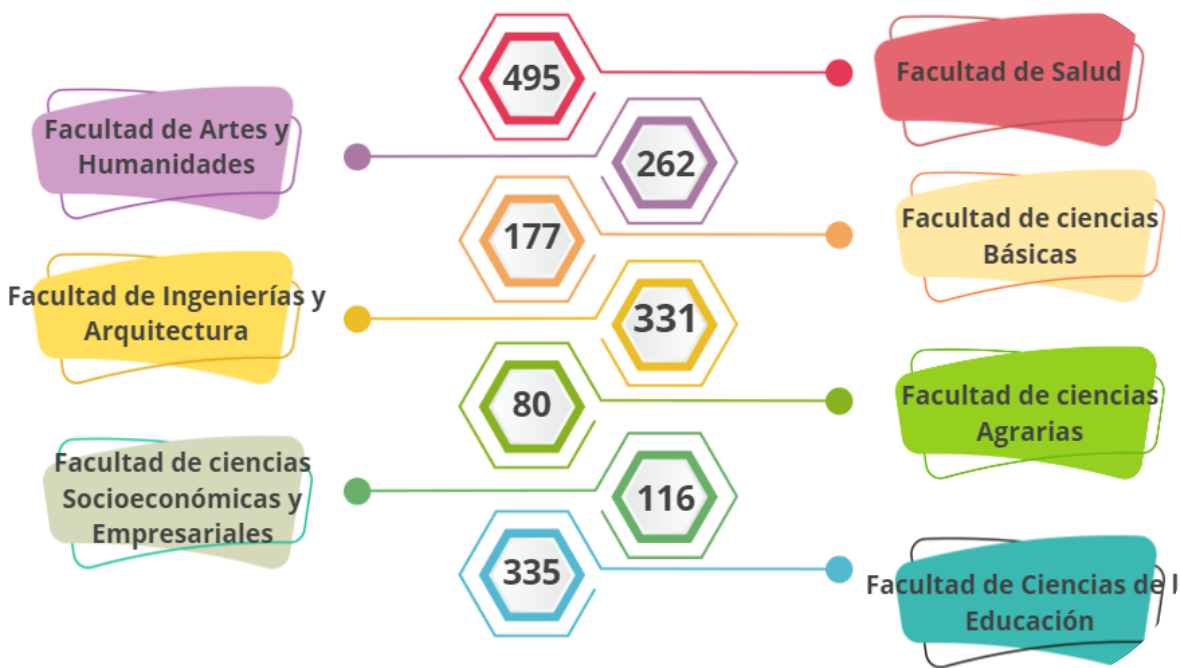 495
Facultad de Salud
Facultad de Artes y
Humanidades
262
177
Facultad de ciencias
Básicas
Facultad de Ingenierías y
Arquitectura
331
80
Facultad de ciencias
Agrarias
Facultad de ciencias
Socioeconómicas y
Empresariales
116
335
Facultad de Ciencias de
Educación